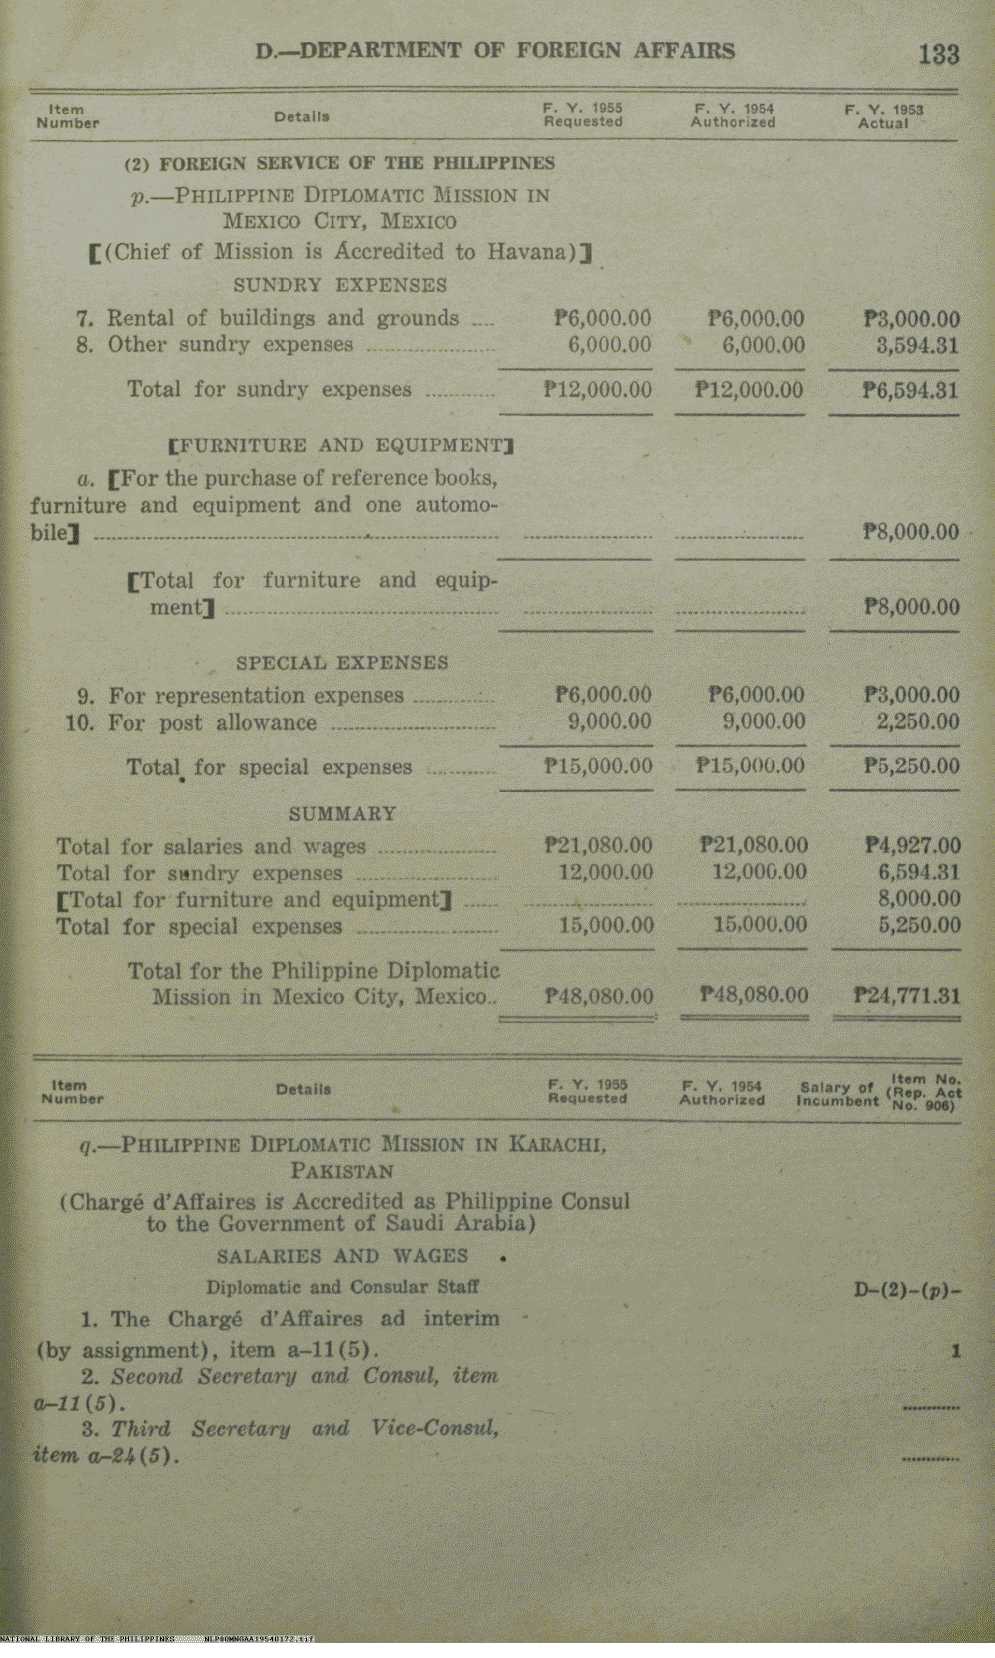 D.—DEPARTMENT OF FOREIGN AFFAIRS 133
Item Number Details F. Y. 1955 Requested F. Y. 1954 Authorized F. Y. 1953 Actual
(2) FOREIGN SERVICE OF THE PHILIPPINES
p.—PHILIPPINE DIPLOMATIC MISSION IN
MEXICO CITY, MEXICO
[(Chief of Mission is Accredited to Havana)]
SUNDRY EXPENSES
7. Rental of buildings and grounds .... ₱6,000.00 ₱6,000.00 ₱3,000.00
8. Other sundry expenses .................... 6,000.00 6,000.00 3,594.31
Total for sundry expenses ............ ₱12,000.00 ₱12,000.00 ₱6,594.31
[FURNITURE AND EQUIPMENT]
a. [For the purchase of reference books,
furniture and equipment and one automo-
bile] .................... .................... .................... ₱8,000.00
[Total for furniture and equip-
ment] .................... .................... .................... ₱8,000.00
SPECIAL EXPENSES
9. For representation expenses ............ ₱6,000.00 ₱6,000.00 ₱3,000.00
10. For post allowance .................... 9,000.00 9,000.00 2,250.00
Total for special expenses ............ ₱15,000.00 ₱15,000.00 ₱5,250.00
SUMMARY
Total for salaries and wages .................... ₱21,080.00 ₱21,080.00 ₱4,927.00
Total for sundry expenses .................... 12,000.00 12,000.00 6,594.31
[Total for furniture and equipment] ...... .................... .................... 8,000.00
Total for special expenses .................... 15,000.00 15,000.00 5,250.00
Total for the Philippine Diplomatic
Mission in Mexico City, Mexico.. ₱48,080.00 ₱48,080.00 ₱24,771.31
Item Number Details F. Y. 1955 Requested F. Y. 1954 Authorized Salary of Incumbent Item No. (Rep. Act No. 906)
q.—PHILIPPINE DIPLOMATIC MISSION IN KARACHI,
PAKISTAN
(Chargé d'Affaires is Accredited as Philippine Consul
to the Government of Saudi Arabia)
SALARIES AND WAGES
Diplomatic and Consular Staff D–(2)–(p)–
1. The Chargé d'Affaires ad interim
(by assignment), item a–11(5). 1
2. Second Secretary and Consul, item
a–11(5). ............
3. Third Secretary and Vice-Consul,
item a–24(5). ............
NATIONAL LIBRARY OF THE PHILIPPINES NLP00MNGAA19540172.tif